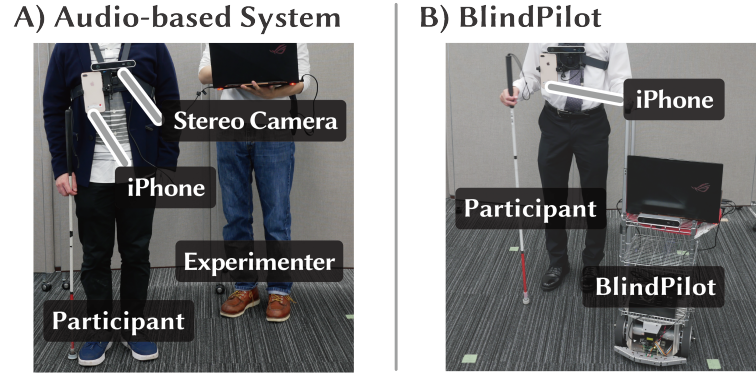 A) Audio-based System
Stereo Camera
iPhone
Experimenter
Participant
B) BlindPilot
iPhone
Participant
BlindPilot